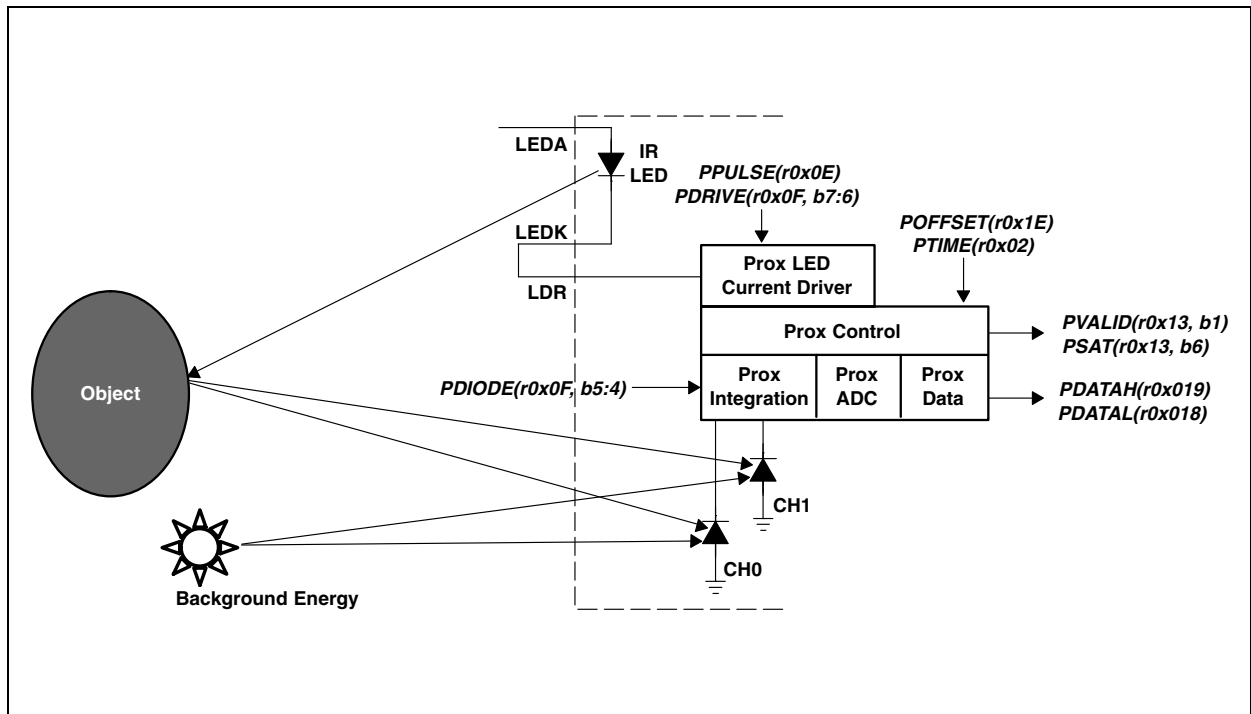 LEDA
IR
LED
PPULSE(r0x0E)
PDRIVE(r0x0F, b7:6)
LEDK
LDR
POFFSET(r0x1E)
PTIME(r0x02)
Prox LED
Current Driver
Prox Control
PVALID(r0x13, b1)
PSAT(r0x13, b6)
Object
PDIODE(r0x0F, b5:4)
Prox
Integration
Prox
ADC
Prox
Data
PDATAH(r0x019)
PDATAL(r0x018)
CH1
CH0
Background Energy